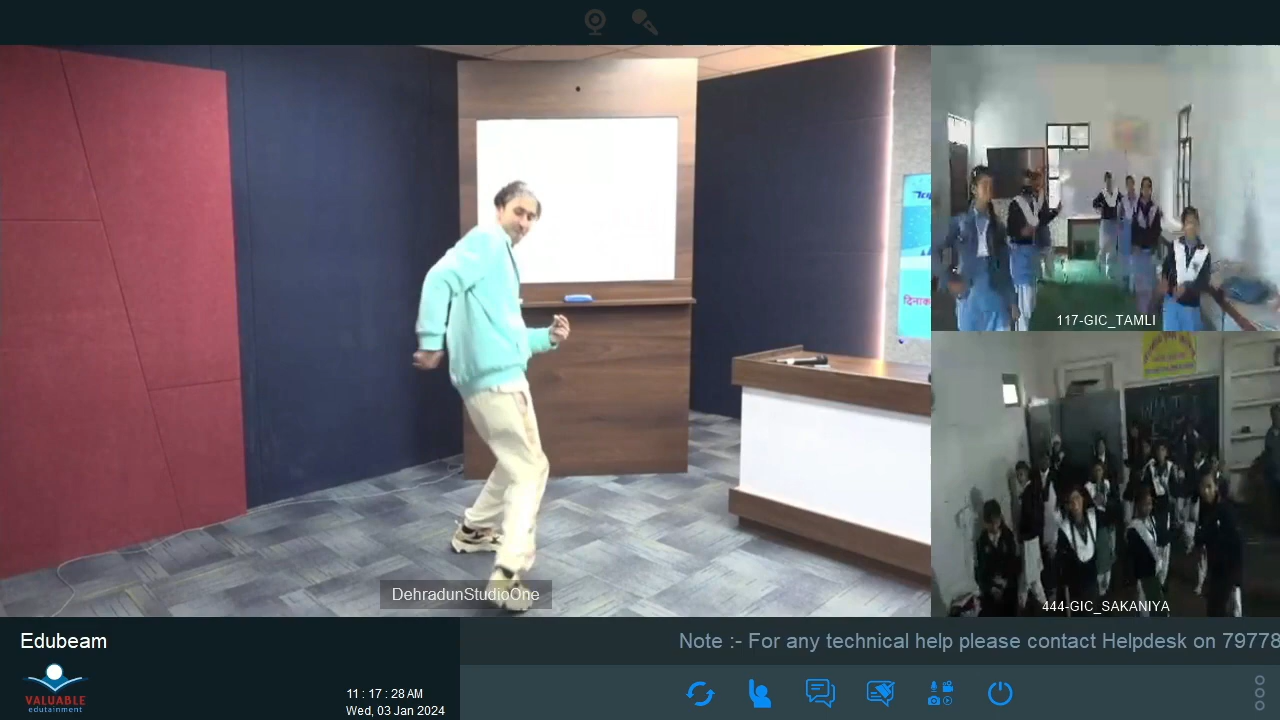 दिनाक
117-GIC_TAMLI
444-GIC_SAKANIYA
DehradunStudioOne
Edubeam
Note :- For any technical help please contact Helpdesk on 79778
VALUABLE
edutainment
11 : 17 : 28 AM
Wed, 03 Jan 2024